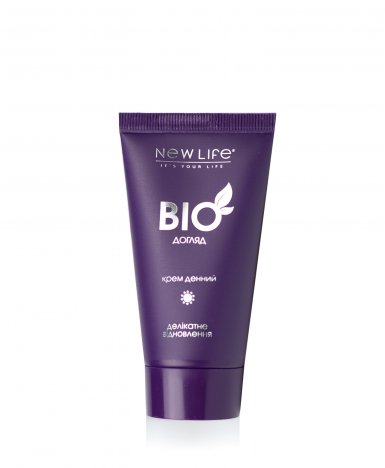 NEW LIFE®
IT'S YOUR LIFE
BIO
ДОГЛЯД
крем денний
делікатне
відновлення